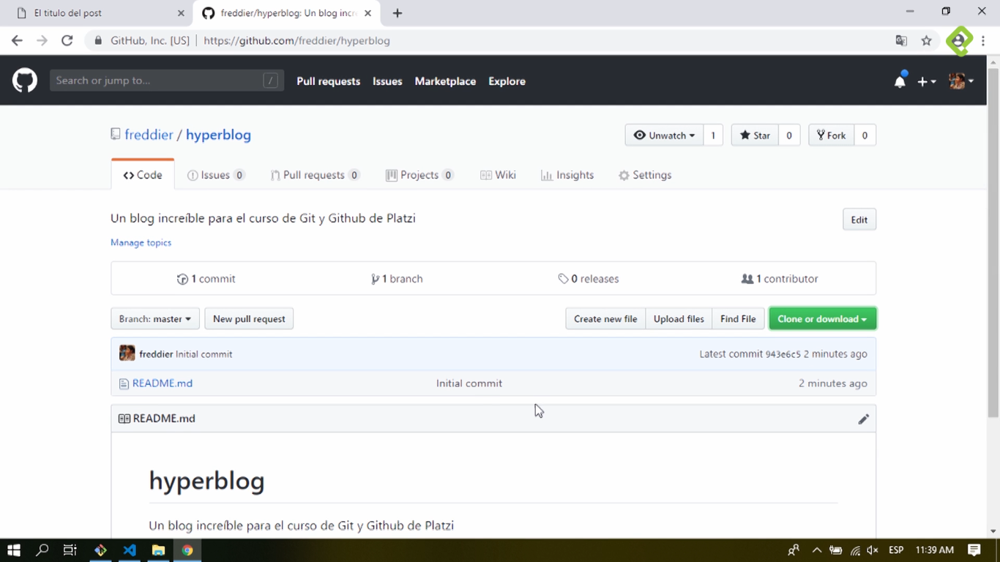 El titulo del post
freddier/hyperblog: Un blog incr
GitHub, Inc. [US] | https://github.com/freddier/hyperblog
Search or jump to... / Pull requests Issues Marketplace Explore
freddier / hyperblog Unwatch 1 Star 0 Fork 0
Code Issues 0 Pull requests 0 Projects 0 Wiki Insights Settings
Un blog increíble para el curso de Git y Github de Platzi Edit
Manage topics
1 commit 1 branch 0 releases 1 contributor
Branch: master New pull request Create new file Upload files Find File Clone or download
freddier Initial commit Latest commit 943e6c5 2 minutes ago
README.md Initial commit 2 minutes ago
README.md
hyperblog
Un blog increíble para el curso de Git y Github de Platzi
ESP 11:39 AM